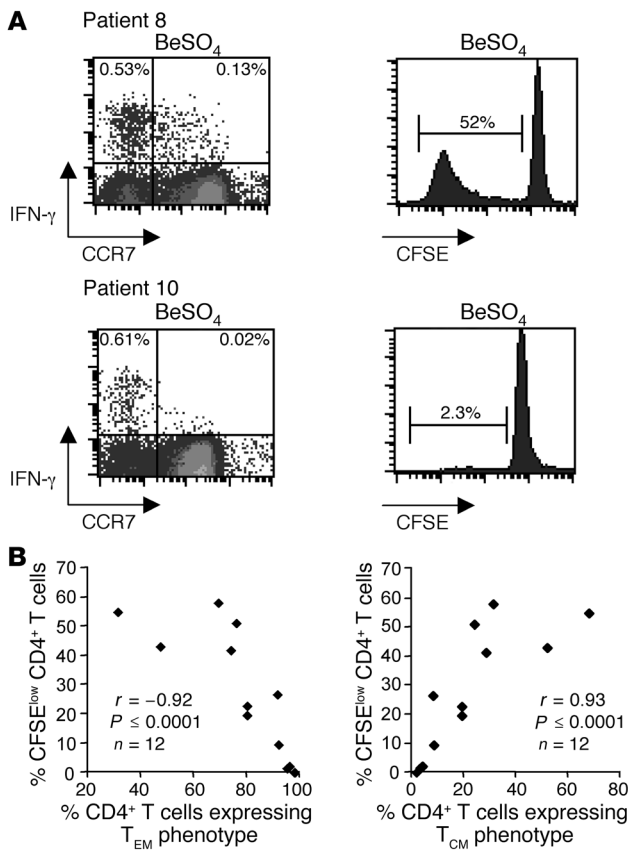 A
Patient 8
BeSO₄
0.53%
0.13%
IFN-γ
CCR7
BeSO₄
52%
CFSE
Patient 10
BeSO₄
0.61%
0.02%
IFN-γ
CCR7
BeSO₄
2.3%
CFSE
B
% CFSEˡᵒʷ CD4⁺ T cells
70
60
50
40
30
20
10
0
20
40
60
80
100
r = −0.92
P ≤ 0.0001
n = 12
% CD4⁺ T cells expressing
T_EM phenotype
% CFSEˡᵒʷ CD4⁺ T cells
70
60
50
40
30
20
10
0
0
20
40
60
80
r = 0.93
P ≤ 0.0001
n = 12
% CD4⁺ T cells expressing
T_CM phenotype